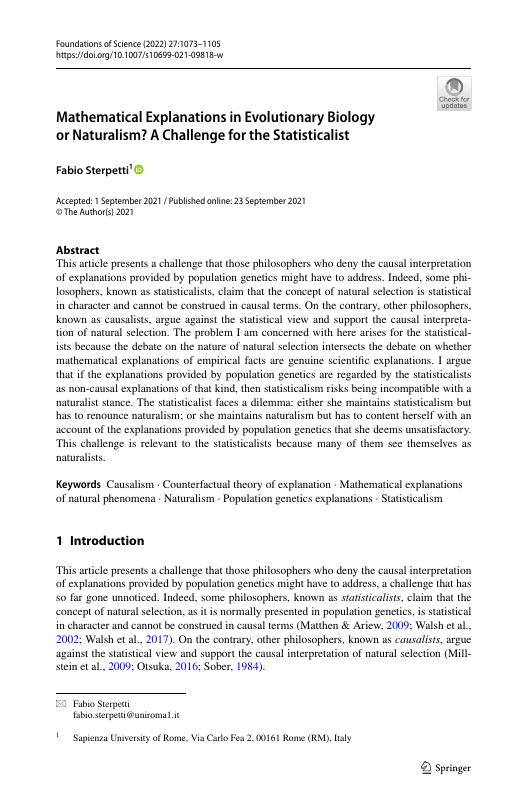 Foundations of Science (2022) 27:1073–1105
https://doi.org/10.1007/s10699-021-09818-w
Check for
updates
Mathematical Explanations in Evolutionary Biology
or Naturalism? A Challenge for the Statisticalist
Fabio Sterpetti1
Accepted: 1 September 2021 / Published online: 23 September 2021
© The Author(s) 2021
Abstract
This article presents a challenge that those philosophers who deny the causal interpretation
of explanations provided by population genetics might have to address. Indeed, some phi-
losophers, known as statisticalists, claim that the concept of natural selection is statistical
in character and cannot be construed in causal terms. On the contrary, other philosophers,
known as causalists, argue against the statistical view and support the causal interpreta-
tion of natural selection. The problem I am concerned with here arises for the statistical-
ists because the debate on the nature of natural selection intersects the debate on whether
mathematical explanations of empirical facts are genuine scientific explanations. I argue
that if the explanations provided by population genetics are regarded by the statisticalists
as non-causal explanations of that kind, then statisticalism risks being incompatible with a
naturalist stance. The statisticalist faces a dilemma: either she maintains statisticalism but
has to renounce naturalism; or she maintains naturalism but has to content herself with an
account of the explanations provided by population genetics that she deems unsatisfactory.
This challenge is relevant to the statisticalists because many of them see themselves as
naturalists.
Keywords Causalism · Counterfactual theory of explanation · Mathematical explanations
of natural phenomena · Naturalism · Population genetics explanations · Statisticalism
1 Introduction
This article presents a challenge that those philosophers who deny the causal interpretation
of explanations provided by population genetics might have to address, a challenge that has
so far gone unnoticed. Indeed, some philosophers, known as statisticalists, claim that the
concept of natural selection, as it is normally presented in population genetics, is statistical
in character and cannot be construed in causal terms (Matthen & Ariew, 2009; Walsh et al.,
2002; Walsh et al., 2017). On the contrary, other philosophers, known as causalists, argue
against the statistical view and support the causal interpretation of natural selection (Mill-
stein et al., 2009; Otsuka, 2016; Sober, 1984).
Fabio Sterpetti
fabio.sterpetti@uniroma1.it
1 Sapienza University of Rome, Via Carlo Fea 2, 00161 Rome (RM), Italy
Springer